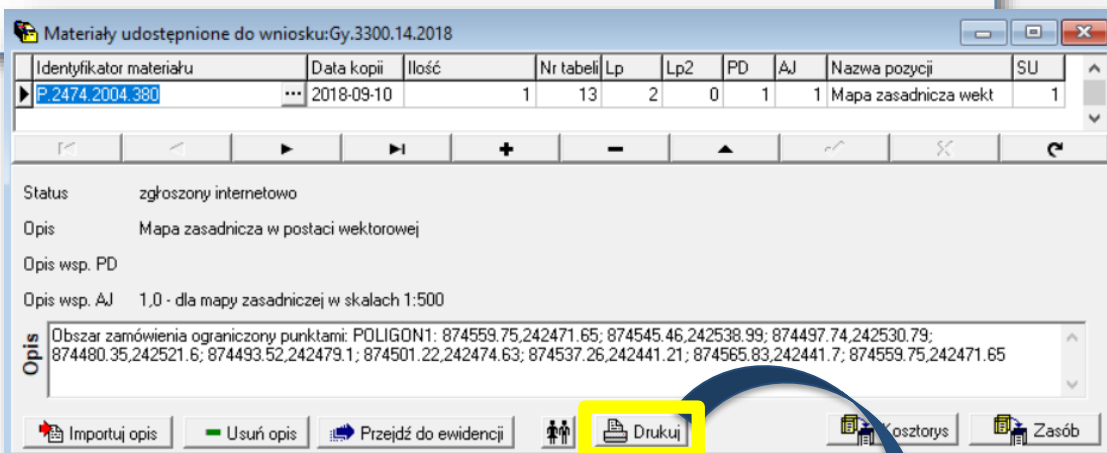 Materiały udostępnione do wniosku:Gy.3300.14.2018
Identyfikator materiału Data kopii Ilość Nr tabeli Lp Lp2 PD AJ Nazwa pozycji SU
P.2474.2004.380 ... 2018-09-10 1 13 2 0 1 1 Mapa zasadnicza wekt 1
Status zgłoszony internetowo
Opis Mapa zasadnicza w postaci wektorowej
Opis wsp. PD
Opis wsp. AJ 1,0 - dla mapy zasadniczej w skalach 1:500
Opis
Obszar zamówienia ograniczony punktami: POLIGON1: 874559.75,242471.65; 874545.46,242538.99; 874497.74,242530.79;
874480.35,242521.6; 874493.52,242479.1; 874501.22,242474.63; 874537.26,242441.21; 874565.83,242441.7; 874559.75,242471.65
Importuj opis Usuń opis Przejdź do ewidencji Drukuj Kosztorys Zasób